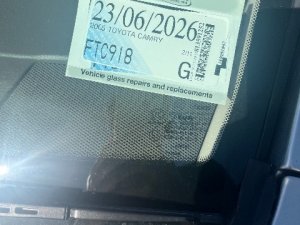 23/06/2026
2005 TOYOTA CAMRY
FTC918
G
Vehicle glass repairs and replacements